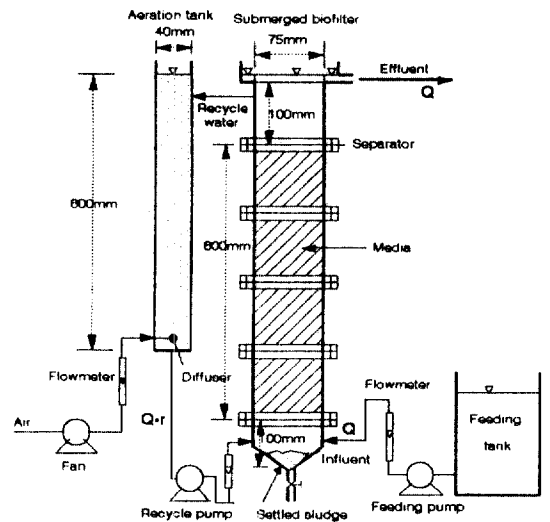 Aeration tank
40mm
Submerged biofilter
75mm
Effluent
Q
Recycle
water
100mm
Separator
800mm
800mm
Media
Flowmeter
Diffuser
Flowmeter
Air
Fan
Q·r
Q
Feeding
tank
100mm
Influent
Recycle pump
Settled sludge
Feeding pump